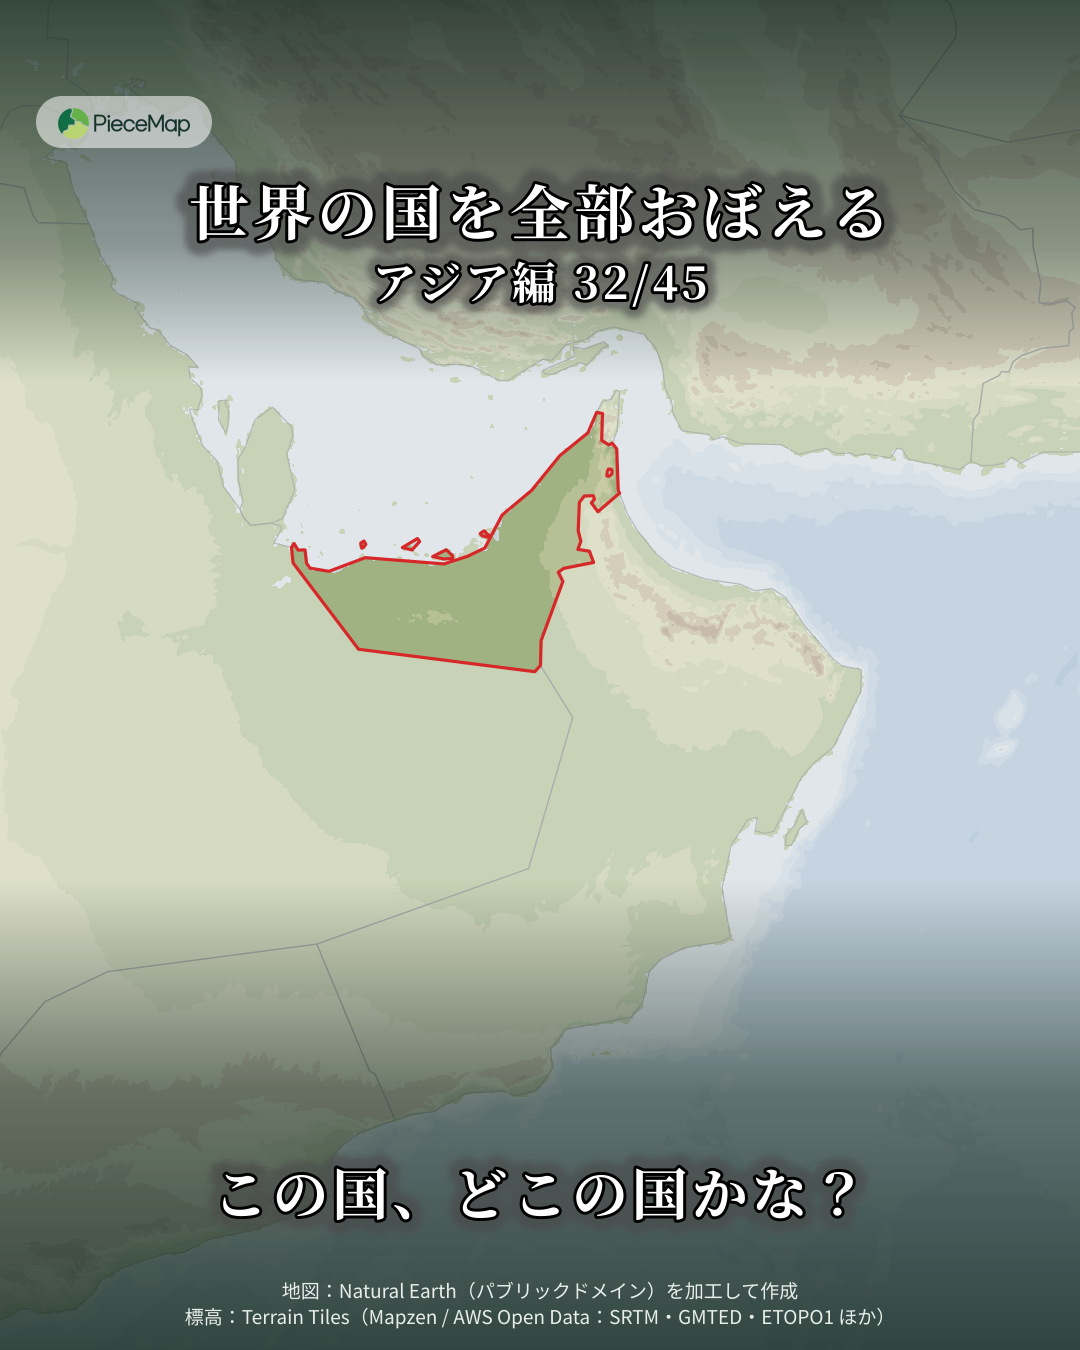 PieceMap
世界の国を全部おぼえる
アジア編 32/45
この国、どこの国かな？
地図：Natural Earth（パブリックドメイン）を加工して作成
標高：Terrain Tiles（Mapzen / AWS Open Data：SRTM・GMTED・ETOPO1 ほか）